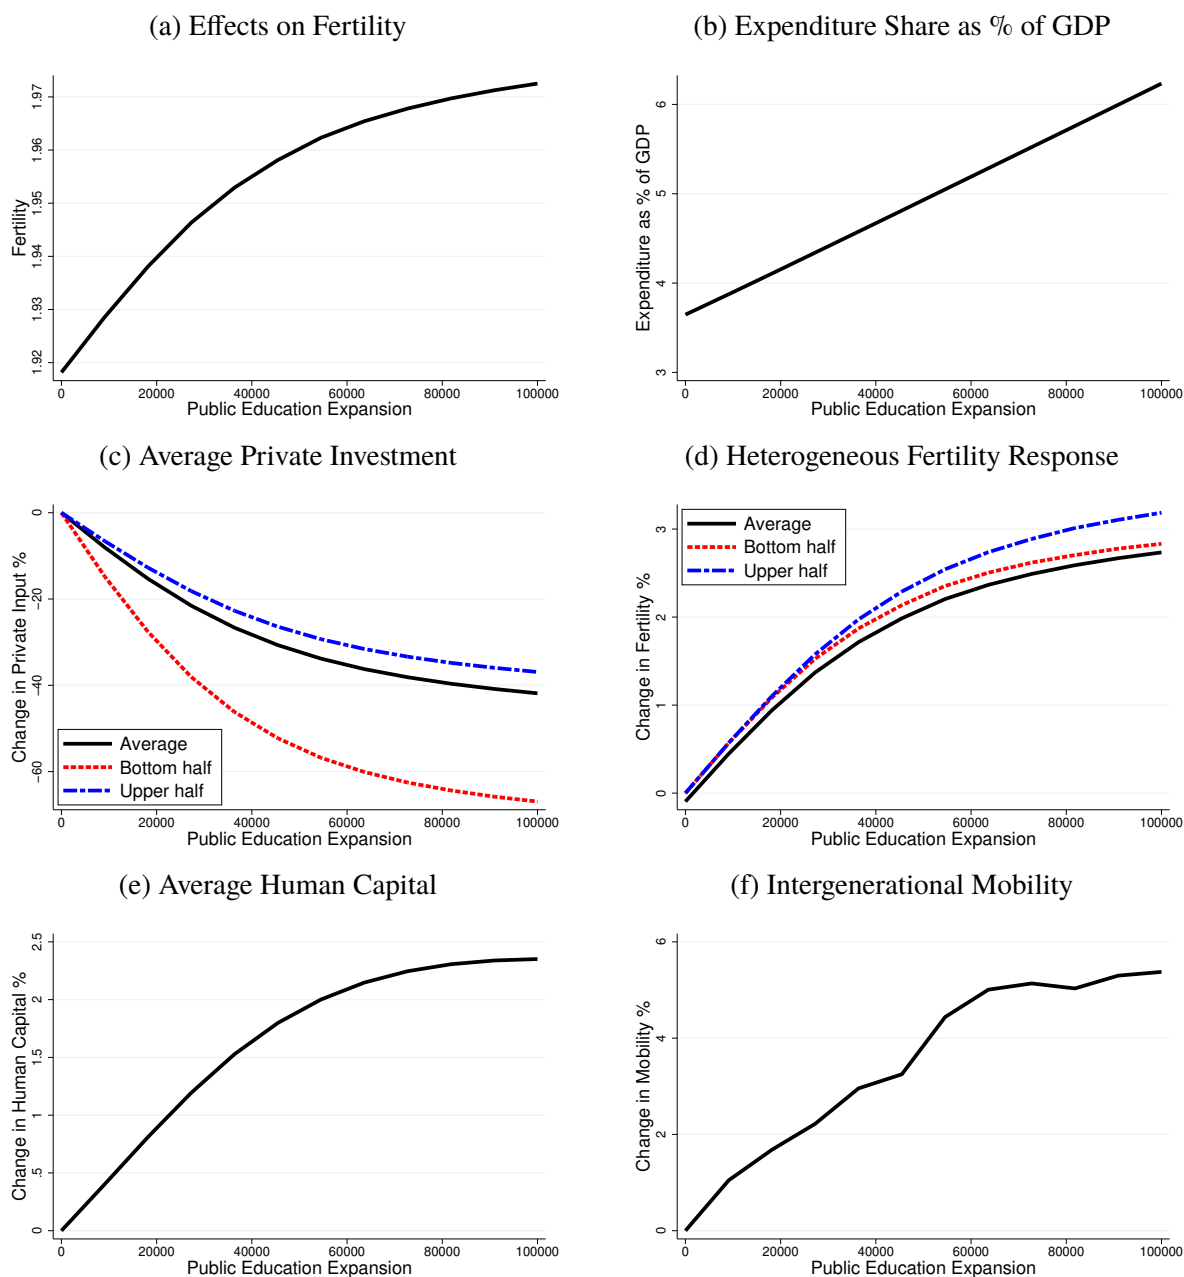 (a) Effects on Fertility
Fertility
1.97
1.96
1.95
1.94
1.93
1.92
0 20000 40000 60000 80000 100000
Public Education Expansion
(b) Expenditure Share as % of GDP
Expenditure as % of GDP
6
5
4
3
0 20000 40000 60000 80000 100000
Public Education Expansion
(c) Average Private Investment
Change in Private Input %
0
−20
−40
−60
Average
Bottom half
Upper half
0 20000 40000 60000 80000 100000
Public Education Expansion
(d) Heterogeneous Fertility Response
Change in Fertility %
3
2
1
0
Average
Bottom half
Upper half
0 20000 40000 60000 80000 100000
Public Education Expansion
(e) Average Human Capital
Change in Human Capital %
2.5
2
1.5
1
.5
0
0 20000 40000 60000 80000 100000
Public Education Expansion
(f) Intergenerational Mobility
Change in Mobility %
6
4
2
0
0 20000 40000 60000 80000 100000
Public Education Expansion